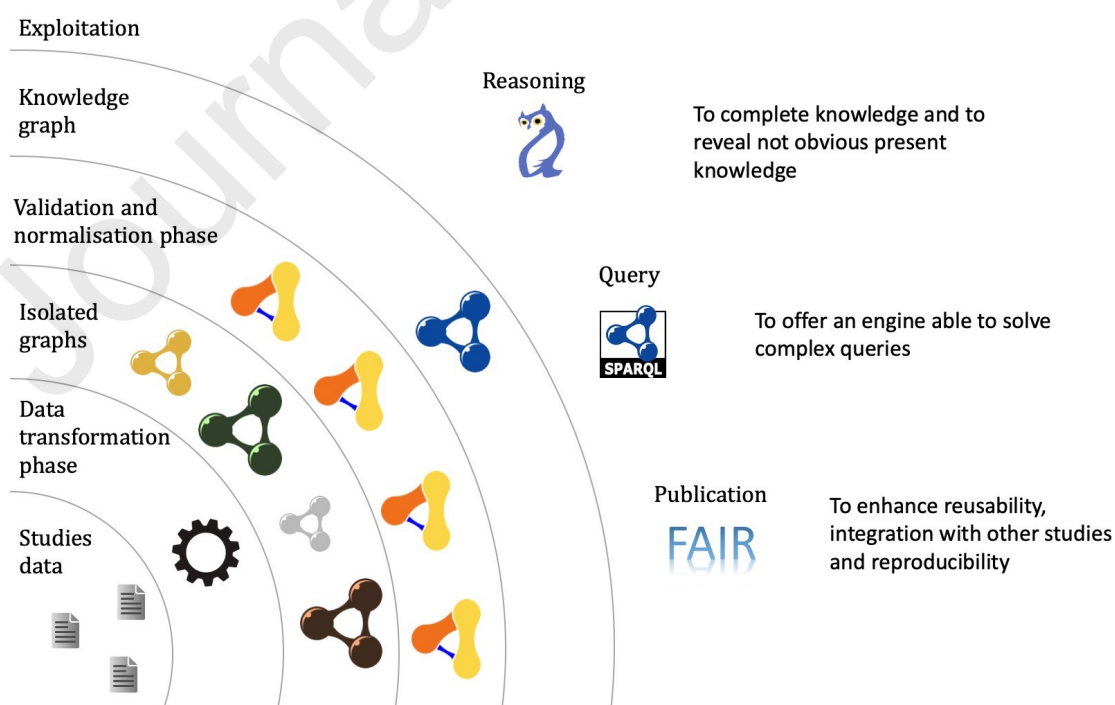 Exploitation
Knowledge
graph
Validation and
normalisation phase
Isolated
graphs
Data
transformation
phase
Studies
data
Reasoning
To complete knowledge and to
reveal not obvious present
knowledge
Query
SPARQL
To offer an engine able to solve
complex queries
Publication
FAIR
To enhance reusability,
integration with other studies
and reproducibility
Journa